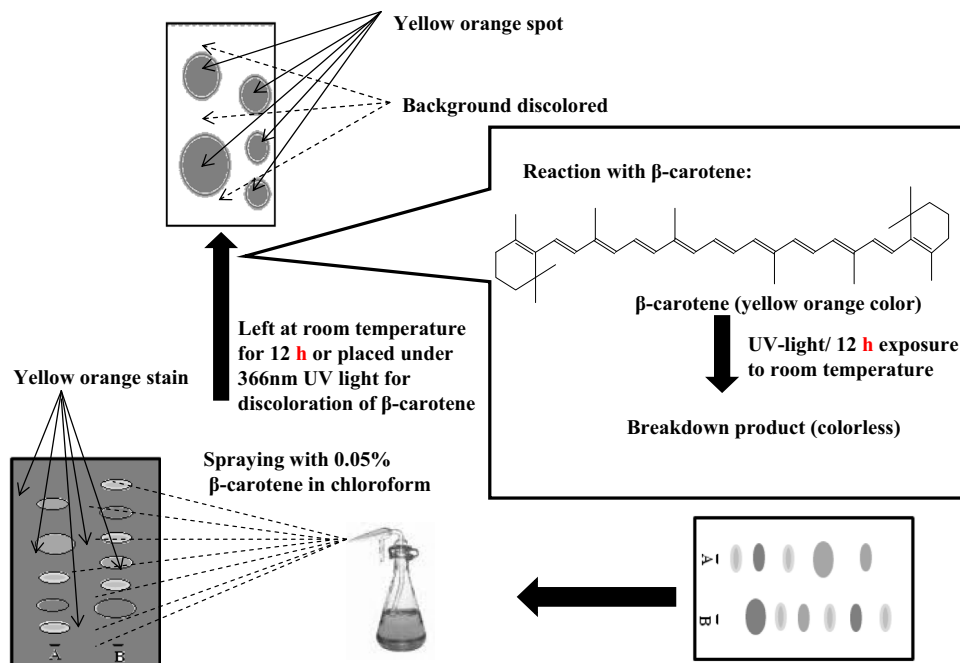 Yellow orange spot
Background discolored
Reaction with β-carotene:
β-carotene (yellow orange color)
UV-light/ 12 h exposure
to room temperature
Breakdown product (colorless)
Left at room temperature
for 12 h or placed under
366nm UV light for
discoloration of β-carotene
Yellow orange stain
Spraying with 0.05%
β-carotene in chloroform
A B
A
B